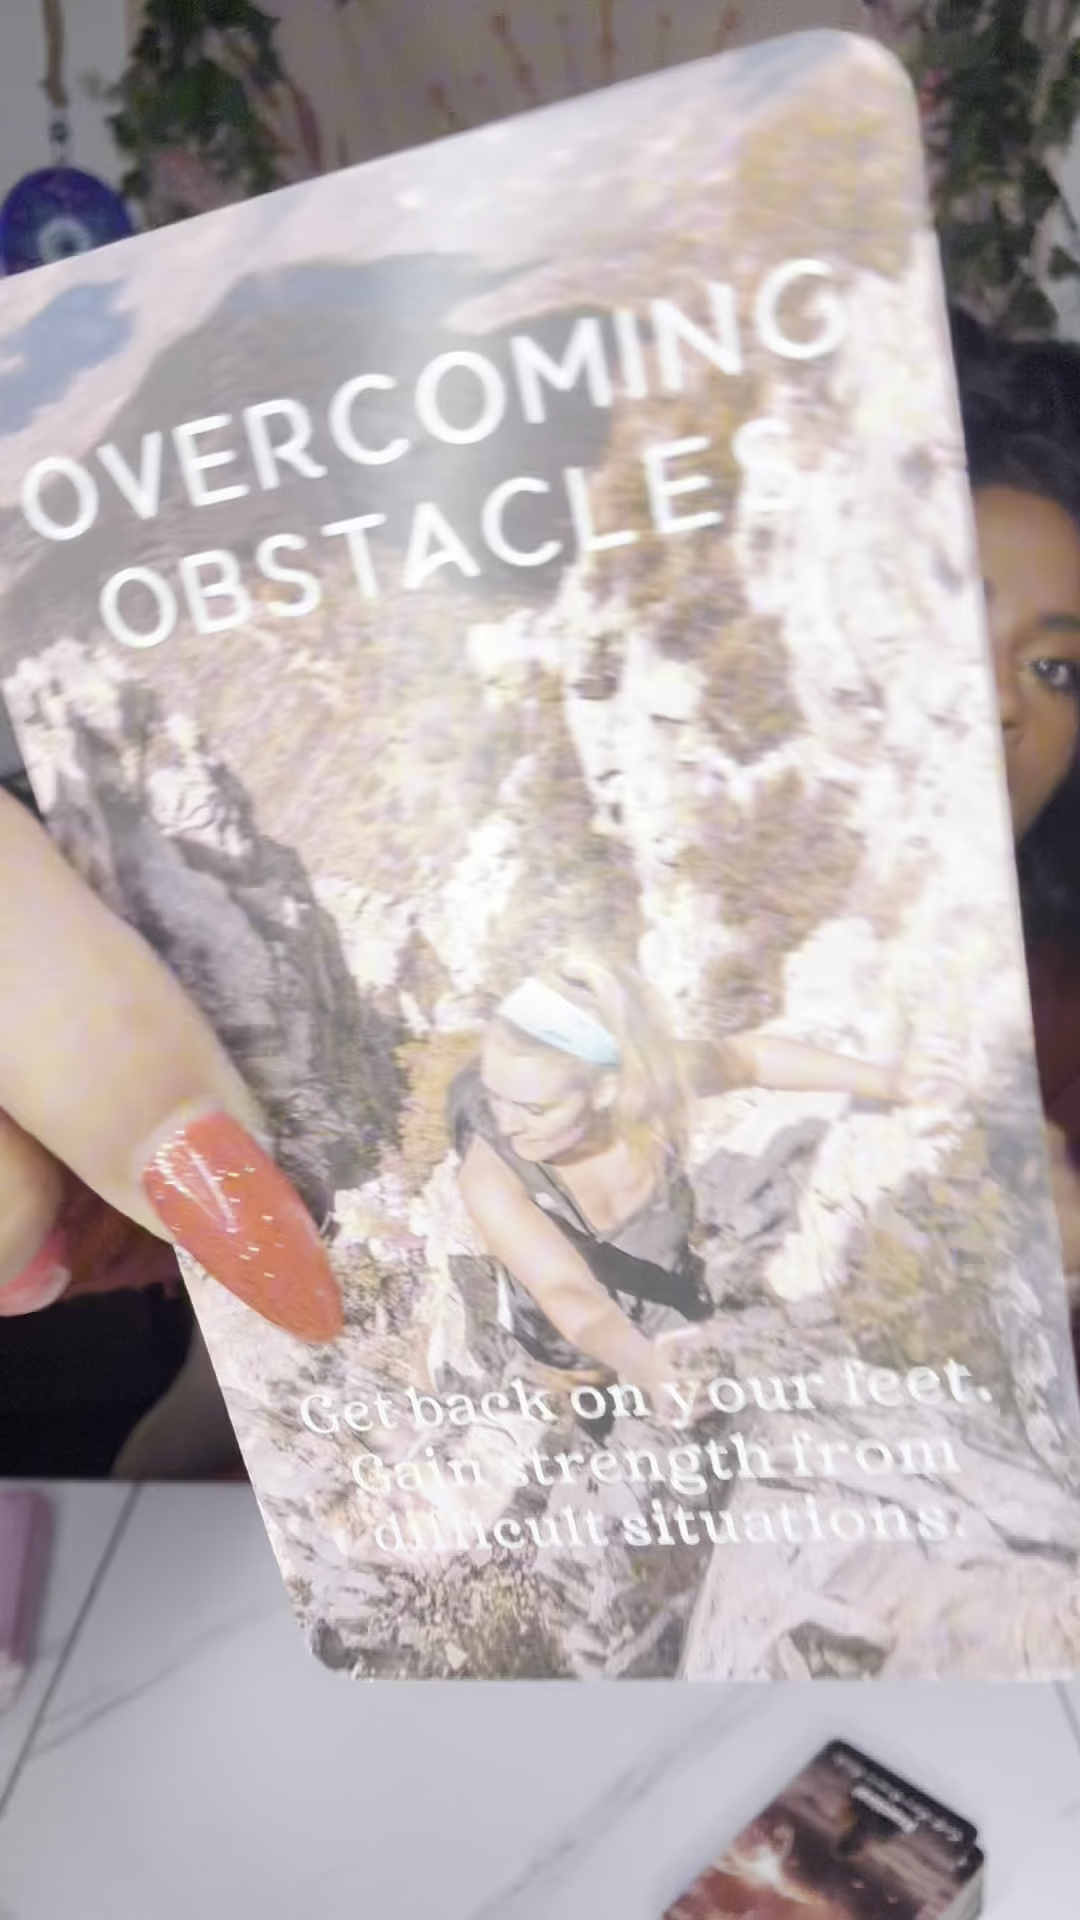 OVERCOMING
OBSTACLES
Get back on your feet.
Gain strength from
difficult situations.